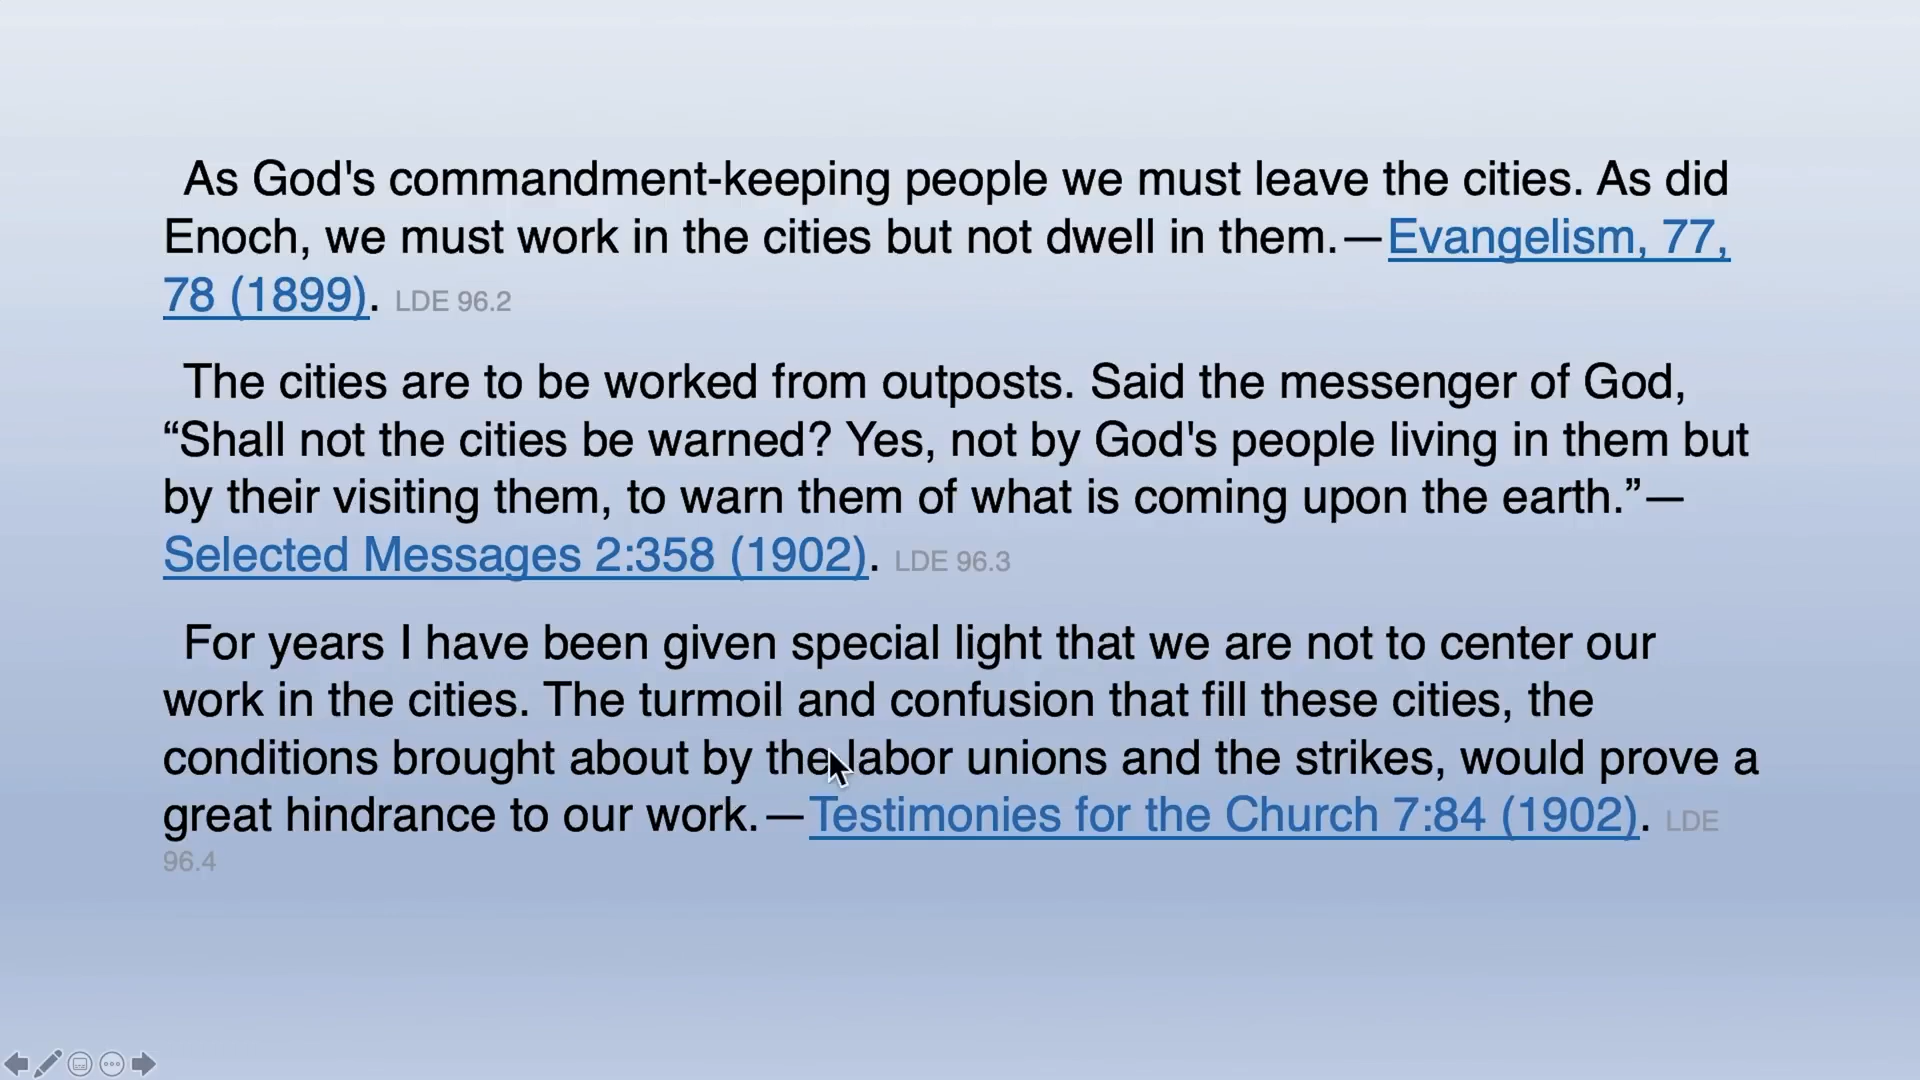 As God's commandment-keeping people we must leave the cities. As did
Enoch, we must work in the cities but not dwell in them.—Evangelism, 77,
78 (1899). LDE 96.2
The cities are to be worked from outposts. Said the messenger of God,
“Shall not the cities be warned? Yes, not by God's people living in them but
by their visiting them, to warn them of what is coming upon the earth.”—
Selected Messages 2:358 (1902). LDE 96.3
For years I have been given special light that we are not to center our
work in the cities. The turmoil and confusion that fill these cities, the
conditions brought about by the labor unions and the strikes, would prove a
great hindrance to our work.—Testimonies for the Church 7:84 (1902). LDE
96.4